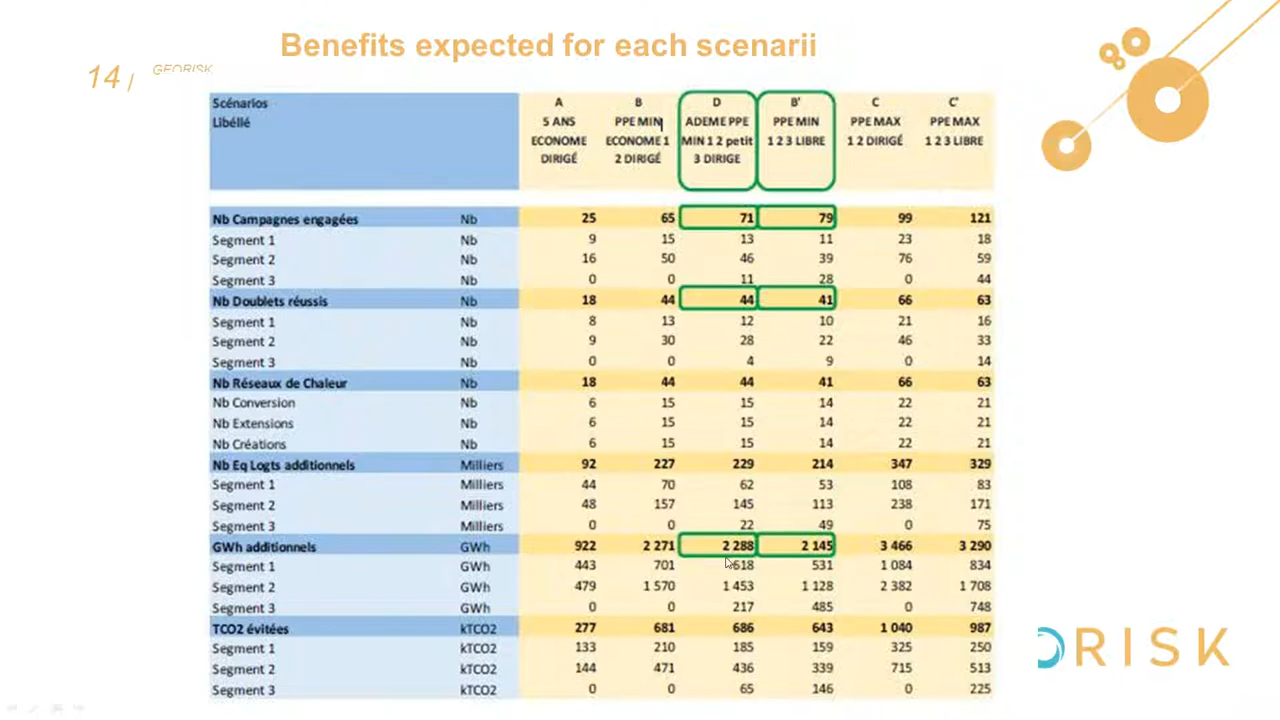 Benefits expected for each scenarii
14 /
GEORISK
Scénarios A B D B' C C'
Libéllé 5 ANS PPE MIN ADEME PPE PPE MIN PPE MAX PPE MAX
ECONOME ECONOME 1 MIN 1 2 petit 1 2 3 LIBRE 1 2 DIRIGÉ 1 2 3 LIBRE
DIRIGÉ 2 DIRIGÉ 3 DIRIGE
Nb Campagnes engagées Nb 25 65 71 79 99 121
Segment 1 Nb 9 15 13 11 23 18
Segment 2 Nb 16 50 46 39 76 59
Segment 3 Nb 0 0 11 28 0 44
Nb Doublets réussis Nb 18 44 44 41 66 63
Segment 1 Nb 8 13 12 10 21 16
Segment 2 Nb 9 30 28 22 46 33
Segment 3 Nb 0 0 4 9 0 14
Nb Réseaux de Chaleur Nb 18 44 44 41 66 63
Nb Conversion Nb 6 15 15 14 22 21
Nb Extensions Nb 6 15 15 14 22 21
Nb Créations Nb 6 15 15 14 22 21
Nb Eq Logts additionnels Milliers 92 227 229 214 347 329
Segment 1 Milliers 44 70 62 53 108 83
Segment 2 Milliers 48 157 145 113 238 171
Segment 3 Milliers 0 0 22 49 0 75
GWh additionnels GWh 922 2 271 2 288 2 145 3 466 3 290
Segment 1 GWh 443 701 618 531 1 084 834
Segment 2 GWh 479 1 570 1 453 1 128 2 382 1 708
Segment 3 GWh 0 0 217 485 0 748
TCO2 évitées kTCO2 277 681 686 643 1 040 987
Segment 1 kTCO2 133 210 185 159 325 250
Segment 2 kTCO2 144 471 436 339 715 513
Segment 3 kTCO2 0 0 65 146 0 225
RISK